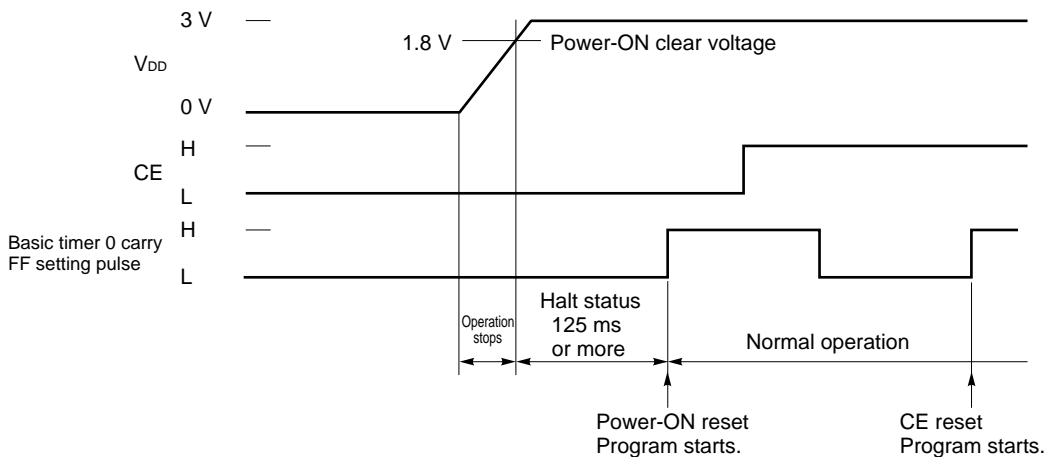 3 V
1.8 V
Power-ON clear voltage
VDD
0 V
H
CE
L
H
Basic timer 0 carry
FF setting pulse
L
Operation
stops
Halt status
125 ms
or more
Normal operation
Power-ON reset
Program starts.
CE reset
Program starts.